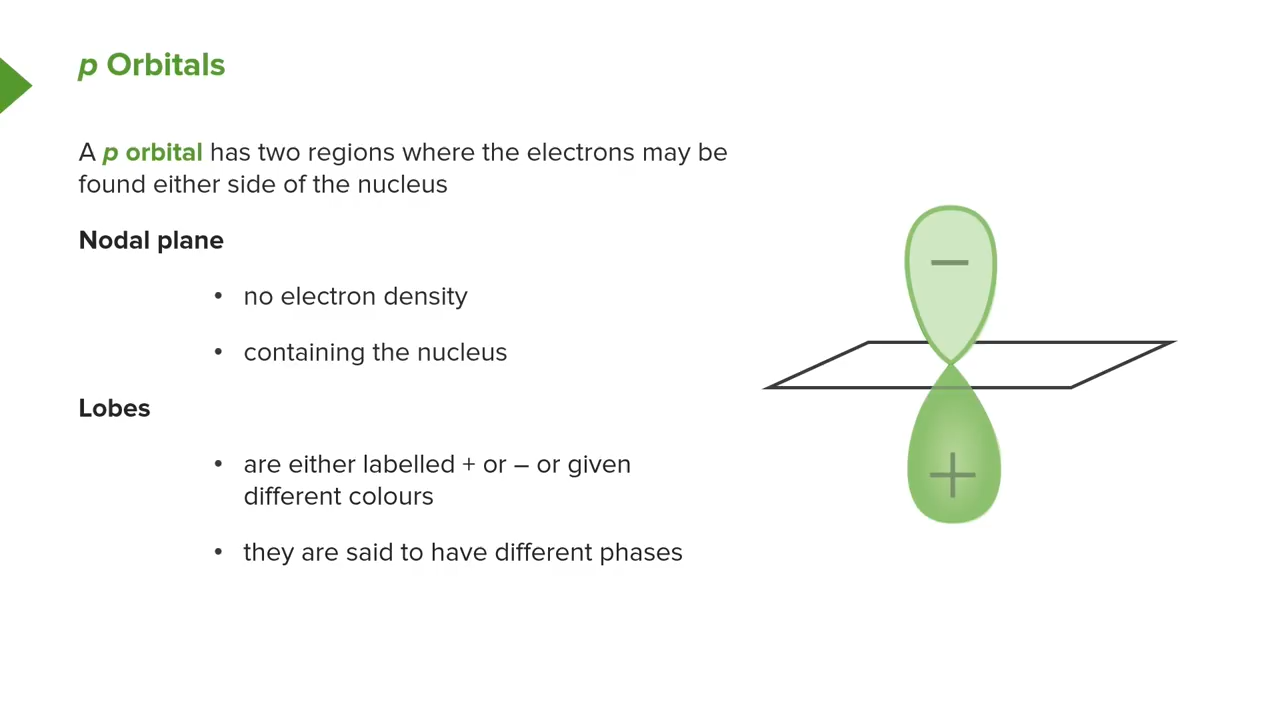 p Orbitals
A p orbital has two regions where the electrons may be
found either side of the nucleus
Nodal plane
• no electron density
• containing the nucleus
Lobes
• are either labelled + or – or given
different colours
• they are said to have different phases
–
+